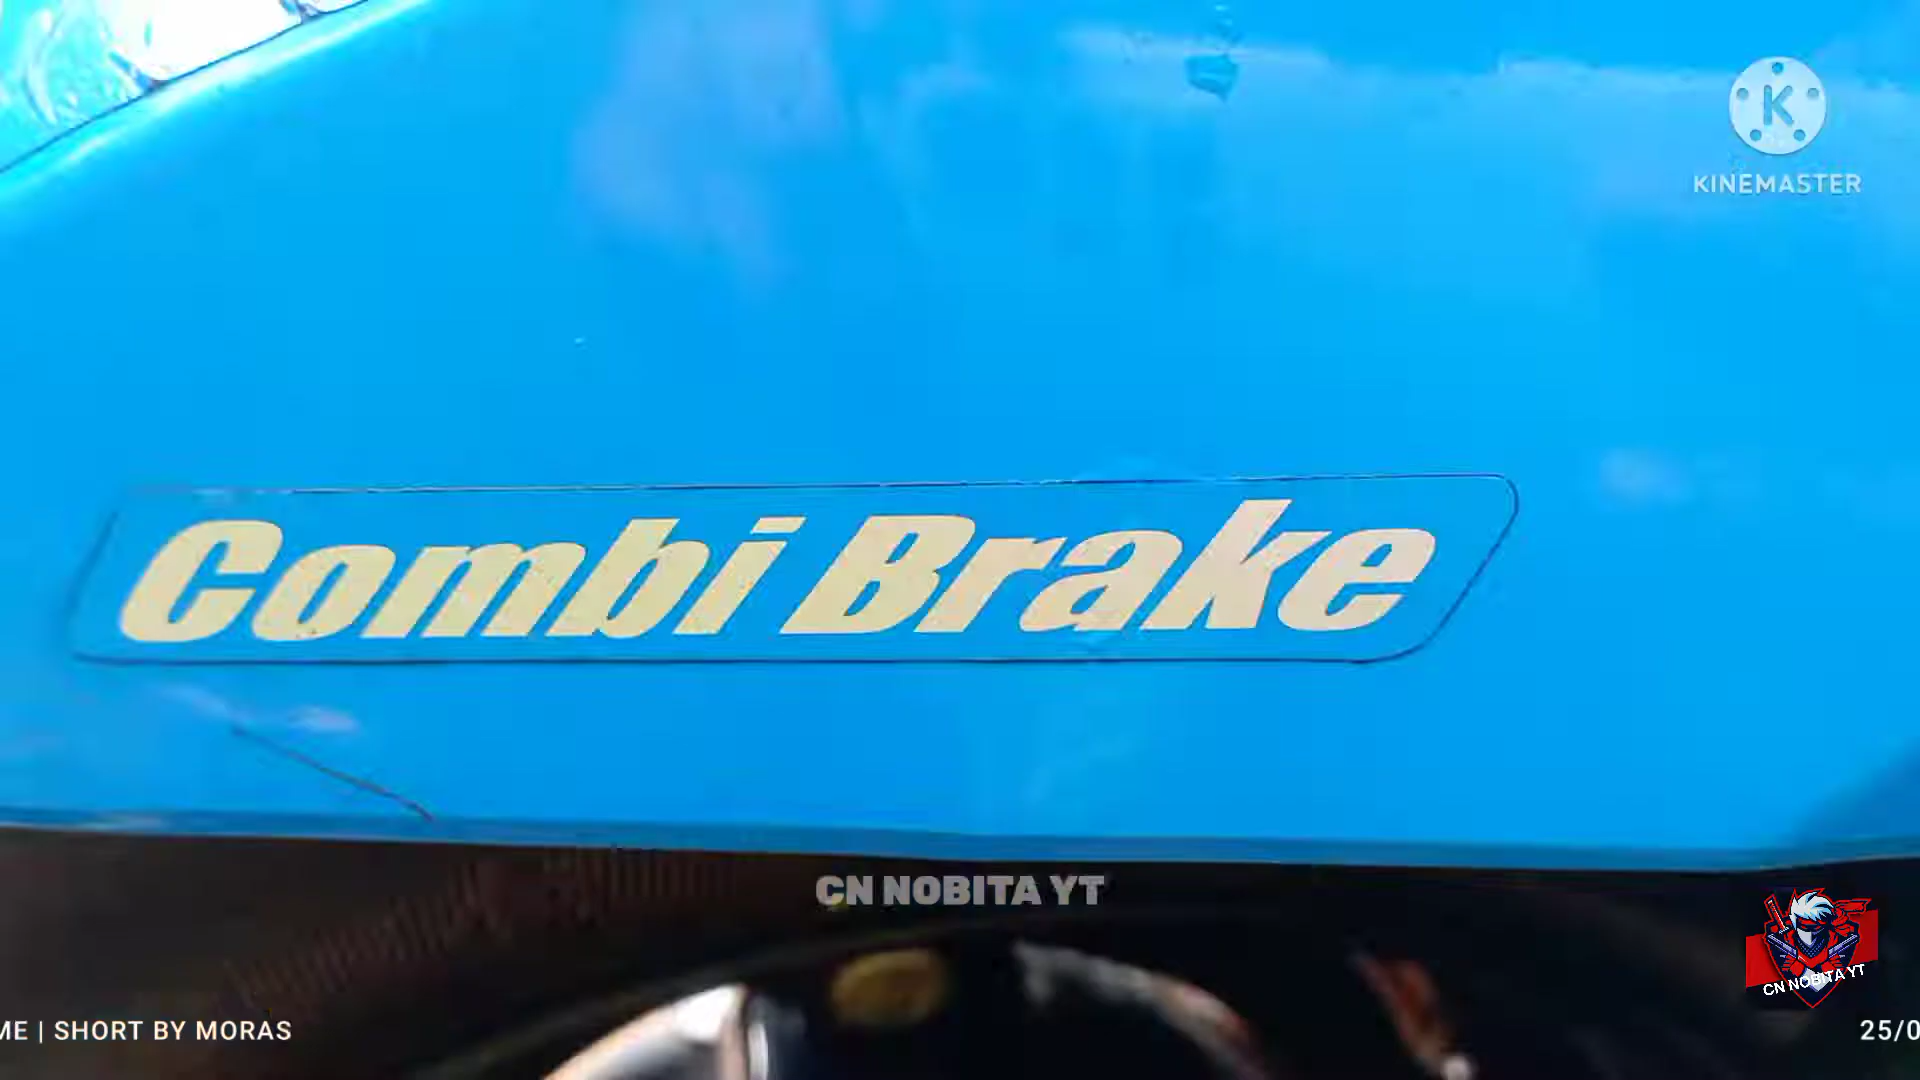 K
KINEMASTER
Combi Brake
CN NOBITA YT
CN NOBITA YT
ME | SHORT BY MORAS
25/0